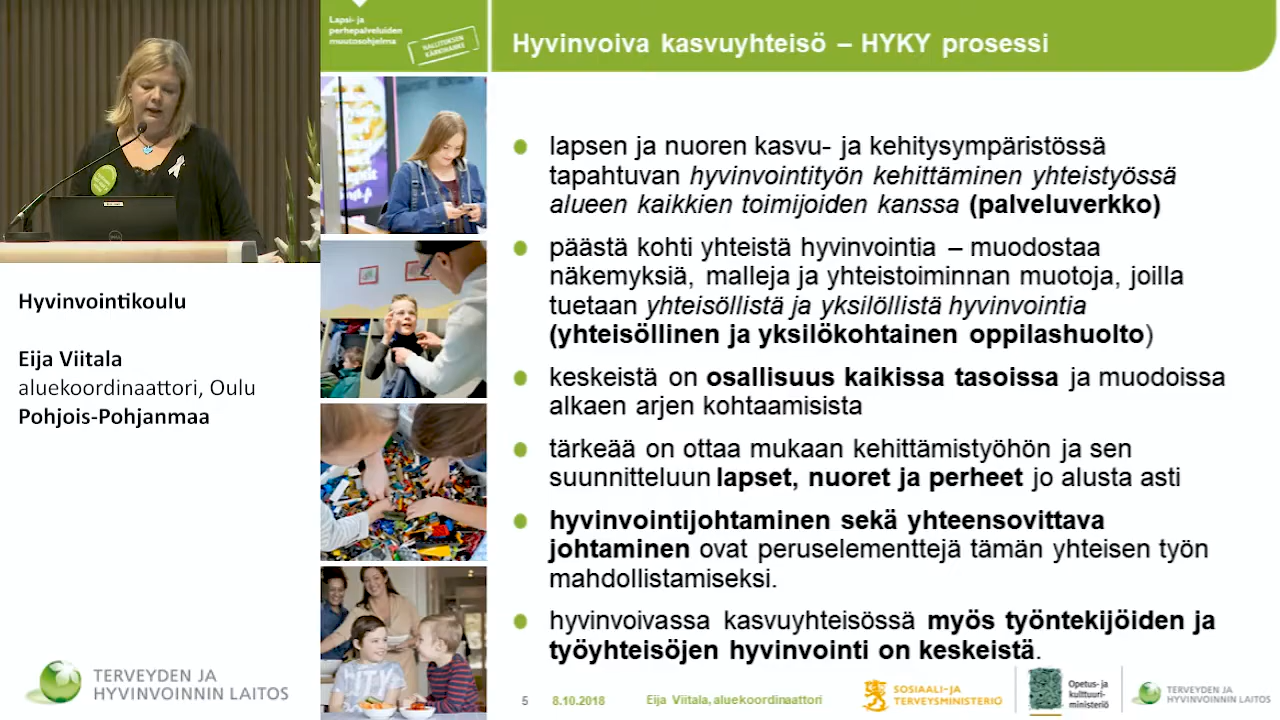 Lapsi- ja
perhepalveluiden
muutosohjelma
HALLITUKSEN
KÄRKIHANKE
Hyvinvoiva kasvuyhteisö – HYKY prosessi
lapsen ja nuoren kasvu- ja kehitysympäristössä
tapahtuvan hyvinvointityön kehittäminen yhteistyössä
alueen kaikkien toimijoiden kanssa (palveluverkko)
päästä kohti yhteistä hyvinvointia – muodostaa
näkemyksiä, malleja ja yhteistoiminnan muotoja, joilla
tuetaan yhteisöllistä ja yksilöllistä hyvinvointia
(yhteisöllinen ja yksilökohtainen oppilashuolto)
keskeistä on osallisuus kaikissa tasoissa ja muodoissa
alkaen arjen kohtaamisista
tärkeää on ottaa mukaan kehittämistyöhön ja sen
suunnitteluun lapset, nuoret ja perheet jo alusta asti
hyvinvointijohtaminen sekä yhteensovittava
johtaminen ovat peruselementtejä tämän yhteisen työn
mahdollistamiseksi.
hyvinvoivassa kasvuyhteisössä myös työntekijöiden ja
työyhteisöjen hyvinvointi on keskeistä.
Hyvinvointikoulu
Eija Viitala
aluekoordinaattori, Oulu
Pohjois-Pohjanmaa
TERVEYDEN JA
HYVINVOINNIN LAITOS
5 8.10.2018 Eija Viitala, aluekoordinaattori
SOSIAALI- JA
TERVEYSMINISTERIÖ
Opetus- ja
kulttuuri-
ministeriö
TERVEYDEN JA
HYVINVOINNIN LAITOS